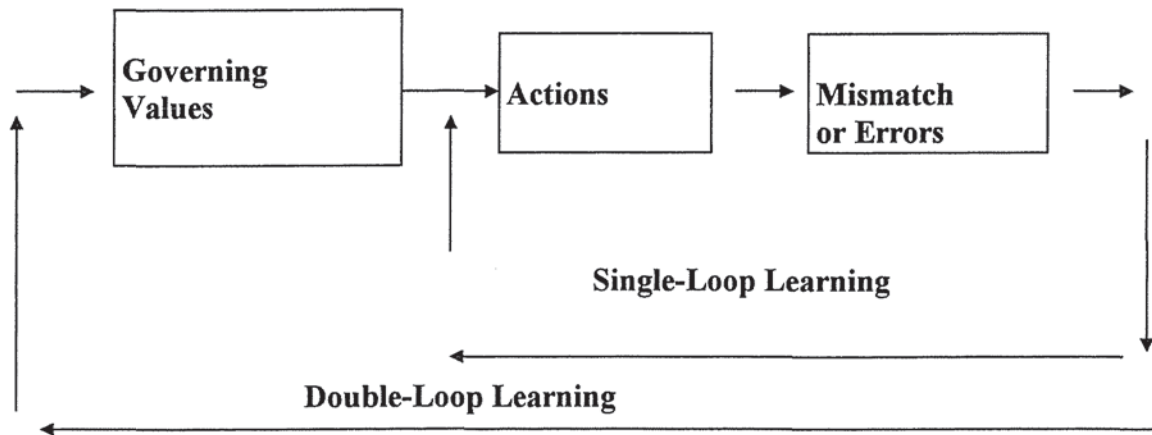 Governing
Values
Actions
Mismatch
or Errors
Single-Loop Learning
Double-Loop Learning